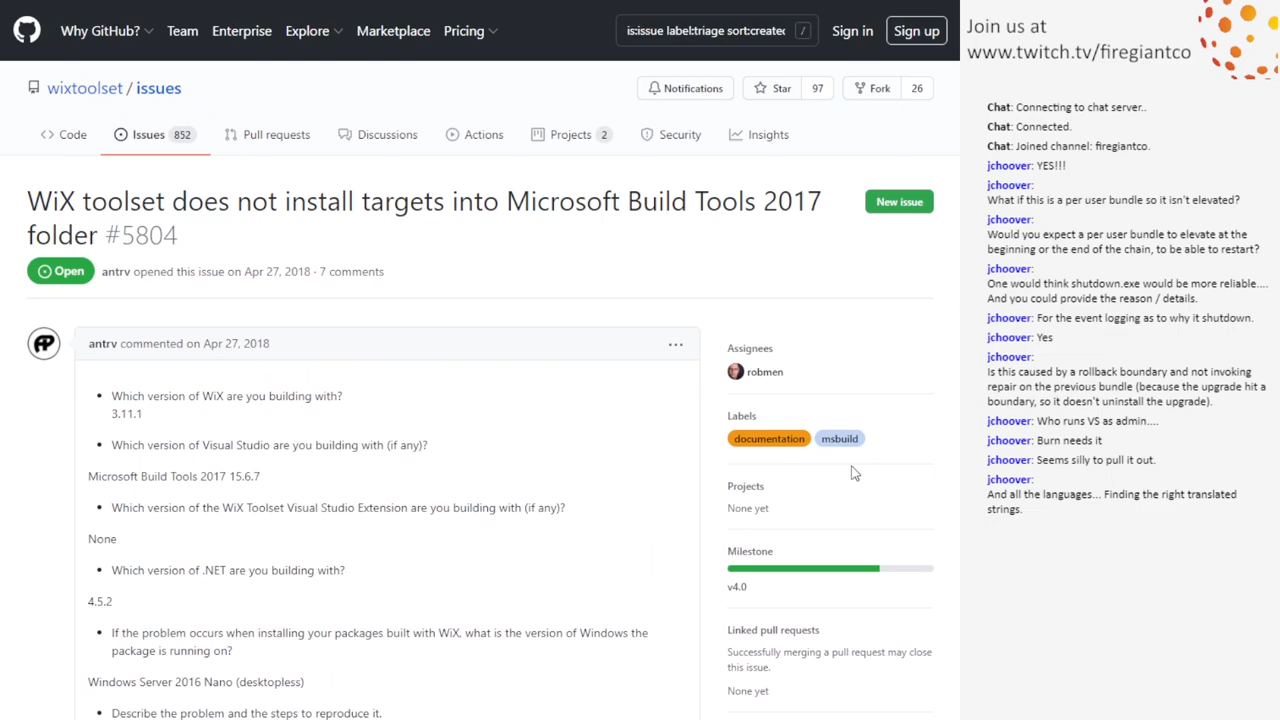 Why GitHub?
Team
Enterprise
Explore
Marketplace
Pricing
is:issue label:triage sort:created
/
Sign in
Sign up
wixtoolset / issues
Notifications
Star
97
Fork
26
Code
Issues 852
Pull requests
Discussions
Actions
Projects 2
Security
Insights
WiX toolset does not install targets into Microsoft Build Tools 2017
folder #5804
New issue
Open
antrv opened this issue on Apr 27, 2018 · 7 comments
antrv commented on Apr 27, 2018
...
• Which version of WiX are you building with?
3.11.1
• Which version of Visual Studio are you building with (if any)?
Microsoft Build Tools 2017 15.6.7
• Which version of the WiX Toolset Visual Studio Extension are you building with (if any)?
None
• Which version of .NET are you building with?
4.5.2
• If the problem occurs when installing your packages built with WiX, what is the version of Windows the
package is running on?
Windows Server 2016 Nano (desktopless)
• Describe the problem and the steps to reproduce it.
Assignees
robmen
Labels
documentation
msbuild
Projects
None yet
Milestone
v4.0
Linked pull requests
Successfully merging a pull request may close
this issue.
None yet
Join us at
www.twitch.tv/firegiantco
Chat: Connecting to chat server..
Chat: Connected.
Chat: Joined channel: firegiantco.
jchoover: YES!!!
jchoover:
What if this is a per user bundle so it isn't elevated?
jchoover:
Would you expect a per user bundle to elevate at the
beginning or the end of the chain, to be able to restart?
jchoover:
One would think shutdown.exe would be more reliable....
And you could provide the reason / details.
jchoover: For the event logging as to why it shutdown.
jchoover: Yes
jchoover:
Is this caused by a rollback boundary and not invoking
repair on the previous bundle (because the upgrade hit a
boundary, so it doesn't uninstall the upgrade).
jchoover: Who runs VS as admin....
jchoover: Burn needs it
jchoover: Seems silly to pull it out.
jchoover:
And all the languages... Finding the right translated
strings.